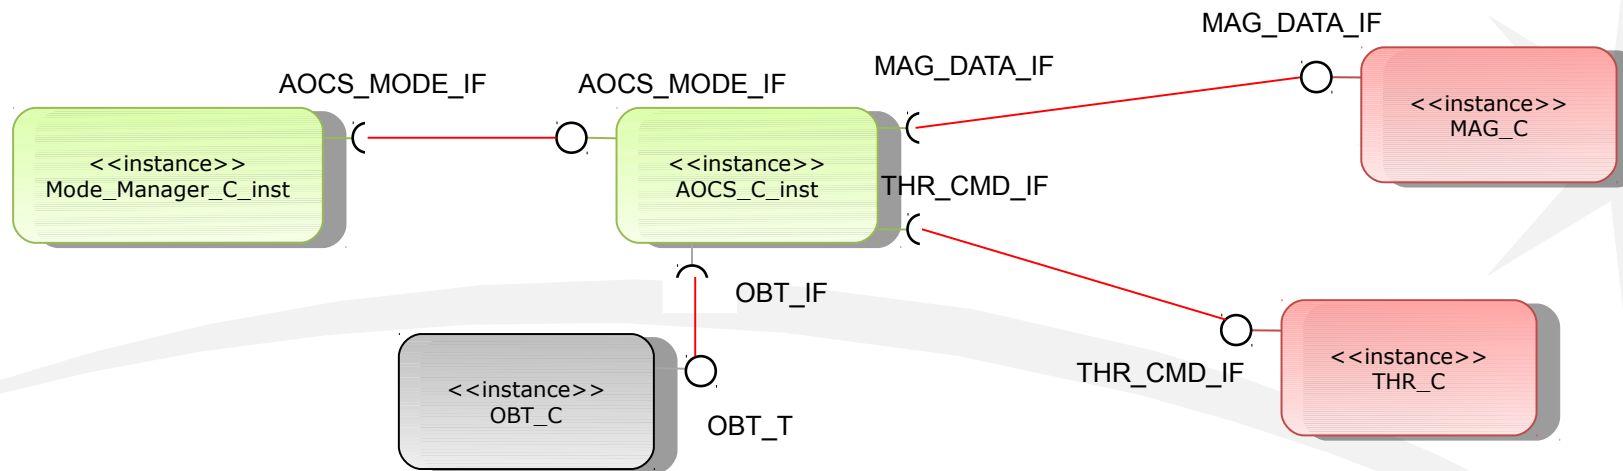 MAG_DATA_IF
MAG_DATA_IF
AOCS_MODE_IF
AOCS_MODE_IF
<<instance>>
MAG_C
<<instance>>
Mode_Manager_C_inst
<<instance>>
AOCS_C_inst
THR_CMD_IF
OBT_IF
<<instance>>
THR_C
THR_CMD_IF
<<instance>>
OBT_C
OBT_T